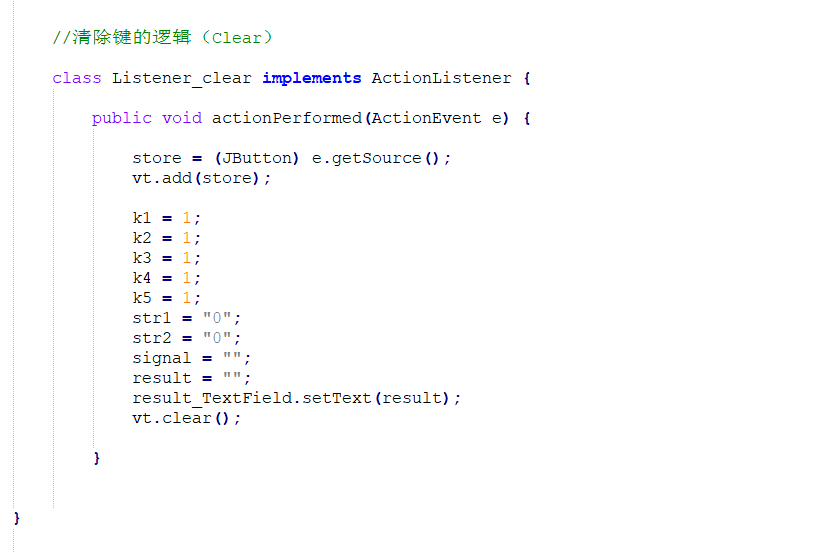 //清除键的逻辑（Clear）
class Listener_clear implements ActionListener {
public void actionPerformed(ActionEvent e) {
store = (JButton) e.getSource();
vt.add(store);
k1 = 1;
k2 = 1;
k3 = 1;
k4 = 1;
k5 = 1;
str1 = "0";
str2 = "0";
signal = "";
result = "";
result_TextField.setText(result);
vt.clear();
}
}